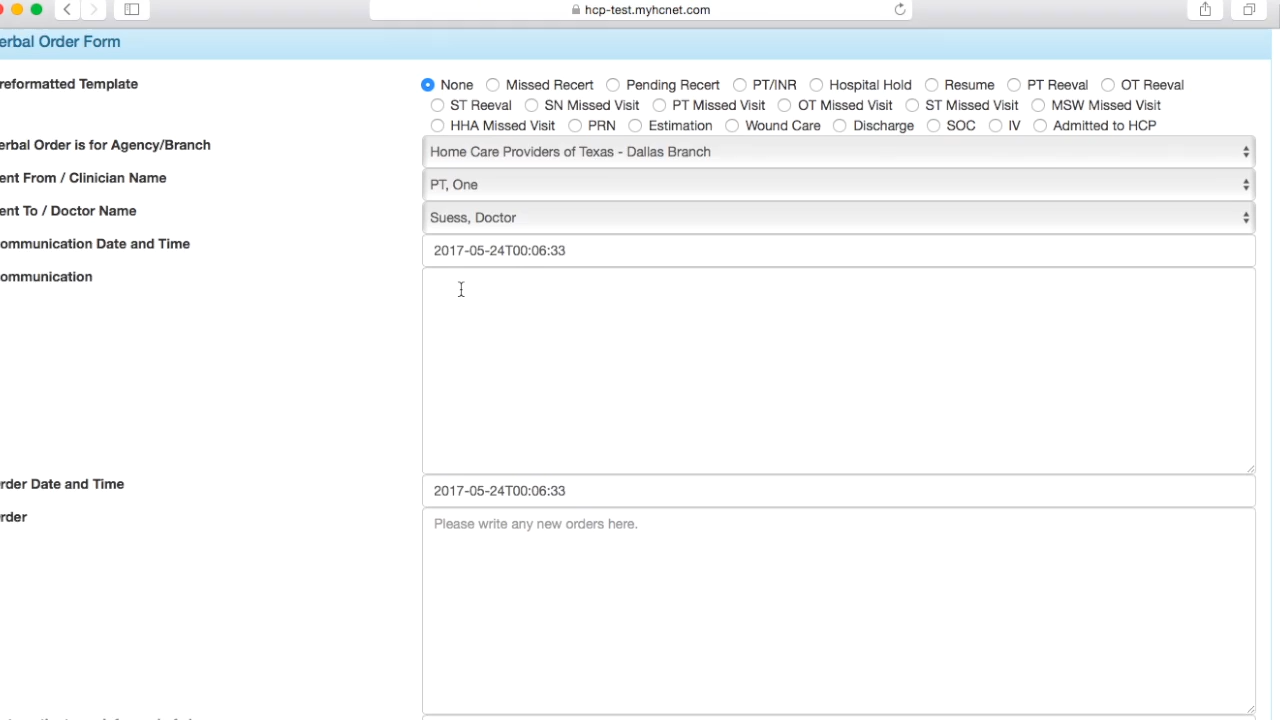 hcp-test.myhcnet.com
erbal Order Form
reformatted Template
None Missed Recert Pending Recert PT/INR Hospital Hold Resume PT Reeval OT Reeval
ST Reeval SN Missed Visit PT Missed Visit OT Missed Visit ST Missed Visit MSW Missed Visit
HHA Missed Visit PRN Estimation Wound Care Discharge SOC IV Admitted to HCP
erbal Order is for Agency/Branch
Home Care Providers of Texas - Dallas Branch
ent From / Clinician Name
PT, One
ent To / Doctor Name
Suess, Doctor
ommunication Date and Time
2017-05-24T00:06:33
ommunication
rder Date and Time
2017-05-24T00:06:33
rder
Please write any new orders here.